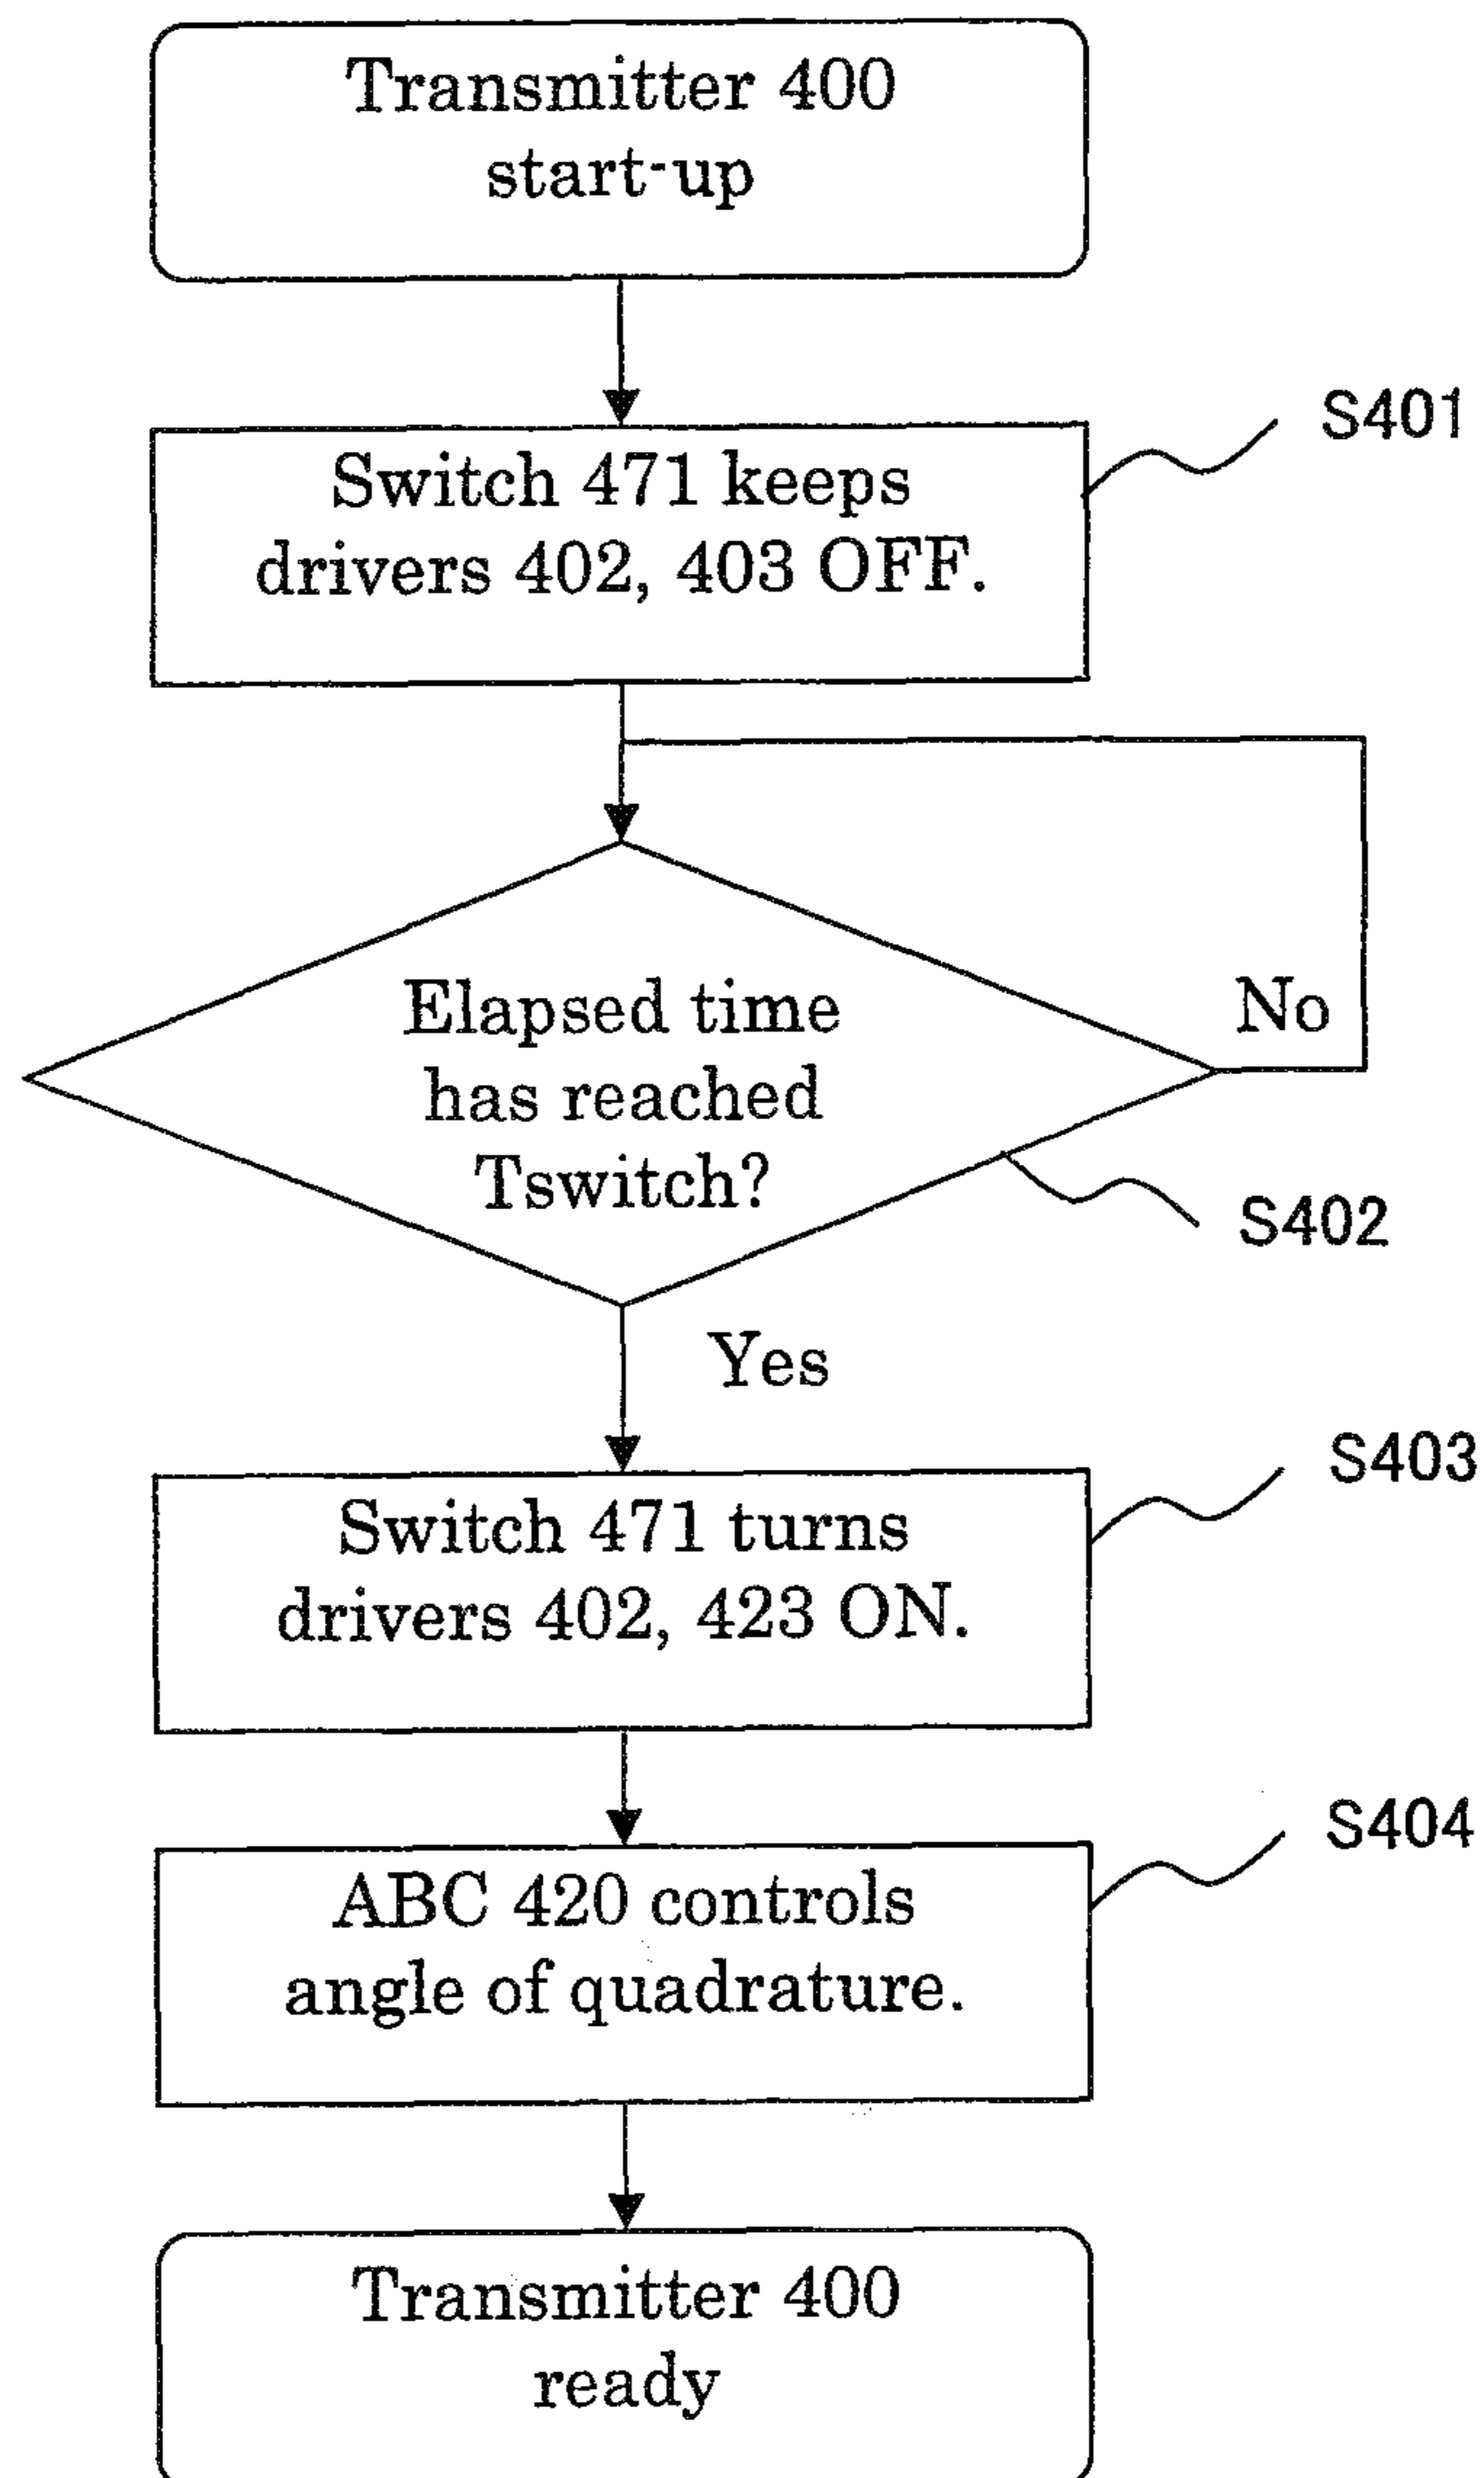 Transmitter 400
start-up
S401
Switch 471 keeps
drivers 402, 403 OFF.
No
Elapsed time
has reached
Tswitch?
S402
Yes
S403
Switch 471 turns
drivers 402, 423 ON.
S404
ABC 420 controls
angle of quadrature.
Transmitter 400
ready